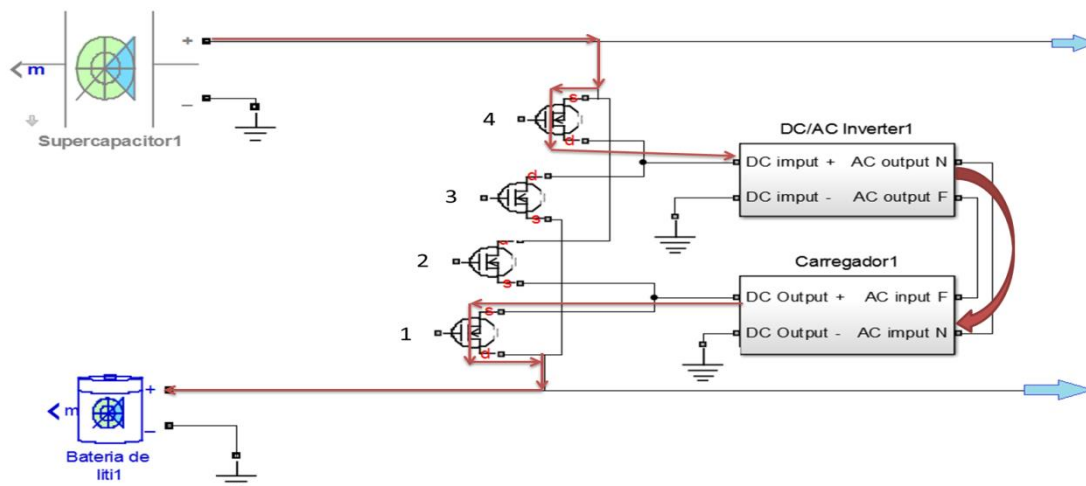 +
m
−
Supercapacitor1
4
s
d
3
d
s
2
s
1
s
d
DC/AC Inverter1
DC imput + AC output N
DC imput - AC output F
Carregador1
DC Output + AC input F
DC Output - AC imput N
+
m
−
Bateria de
liti1